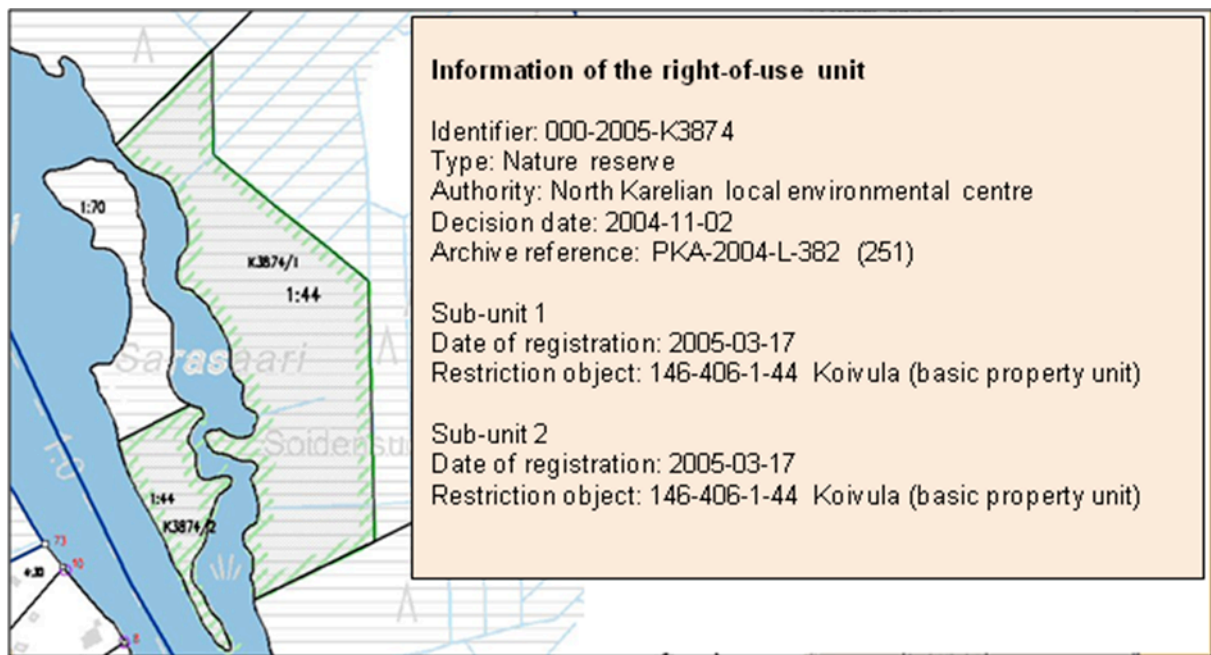 Information of the right-of-use unit
Identifier: 000-2005-K3874
Type: Nature reserve
Authority: North Karelian local environmental centre
Decision date: 2004-11-02
Archive reference: PKA-2004-L-382 (251)
Sub-unit 1
Date of registration: 2005-03-17
Restriction object: 146-406-1-44 Koivula (basic property unit)
Sub-unit 2
Date of registration: 2005-03-17
Restriction object: 146-406-1-44 Koivula (basic property unit)
1:70
K3874/1
1:44
Sarasaari
1:44
K3874/2
73
10
8